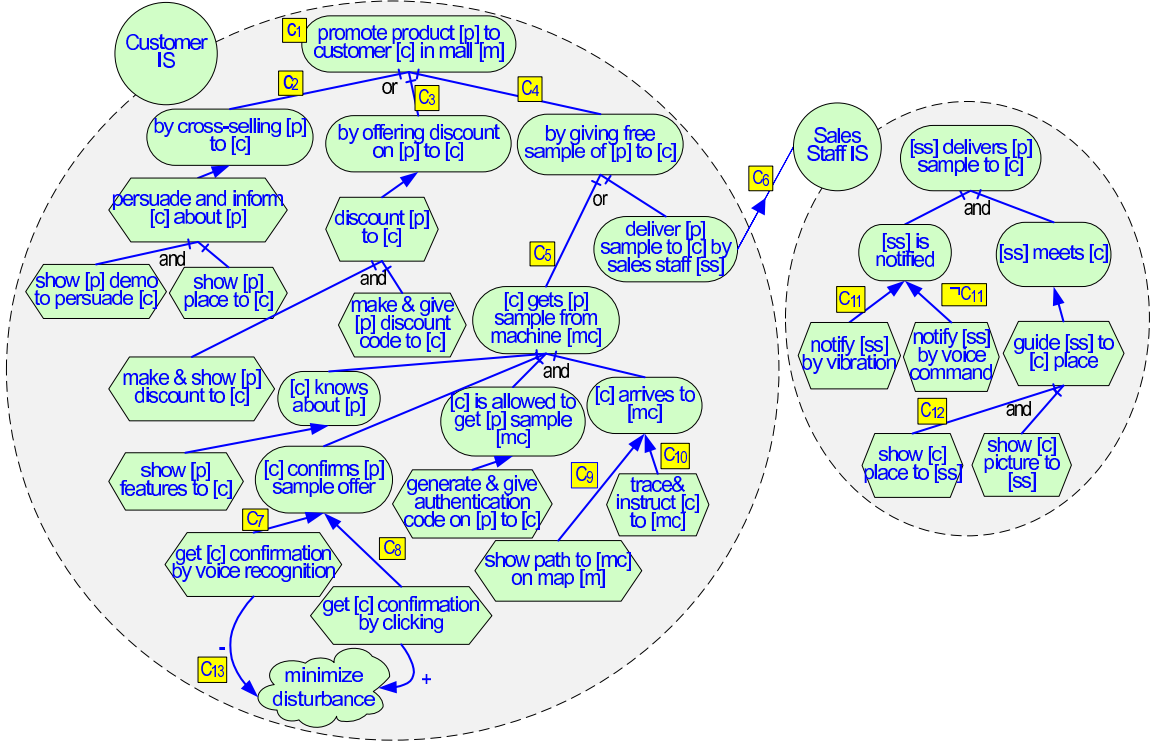 Customer
IS
C1
promote product [p] to
customer [c] in mall [m]
or
C2
C3
C4
by cross-selling [p]
to [c]
by offering discount
on [p] to [c]
by giving free
sample of [p] to [c]
or
persuade and inform
[c] about [p]
and
discount [p]
to [c]
and
deliver [p]
sample to [c] by
sales staff [ss]
C5
C6
show [p] demo
to persuade [c]
show [p]
place to [c]
make & give
[p] discount
code to [c]
[c] gets [p]
sample from
machine [mc]
and
make & show [p]
discount to [c]
[c] knows
about [p]
[c] is allowed to
get [p] sample
[mc]
[c] arrives to
[mc]
show [p]
features to [c]
[c] confirms [p]
sample offer
generate & give
authentication
code on [p] to [c]
C9
C10
trace&
instruct [c]
to [mc]
C7
C8
get [c] confirmation
by voice recognition
show path to [mc]
on map [m]
get [c] confirmation
by clicking
-
C13
+
minimize
disturbance
Sales
Staff IS
[ss] delivers [p]
sample to [c]
and
[ss] is
notified
[ss] meets [c]
C11
¬C11
notify [ss]
by vibration
notify [ss]
by voice
command
guide [ss] to
[c] place
C12
and
show [c]
place to [ss]
show [c]
picture to
[ss]